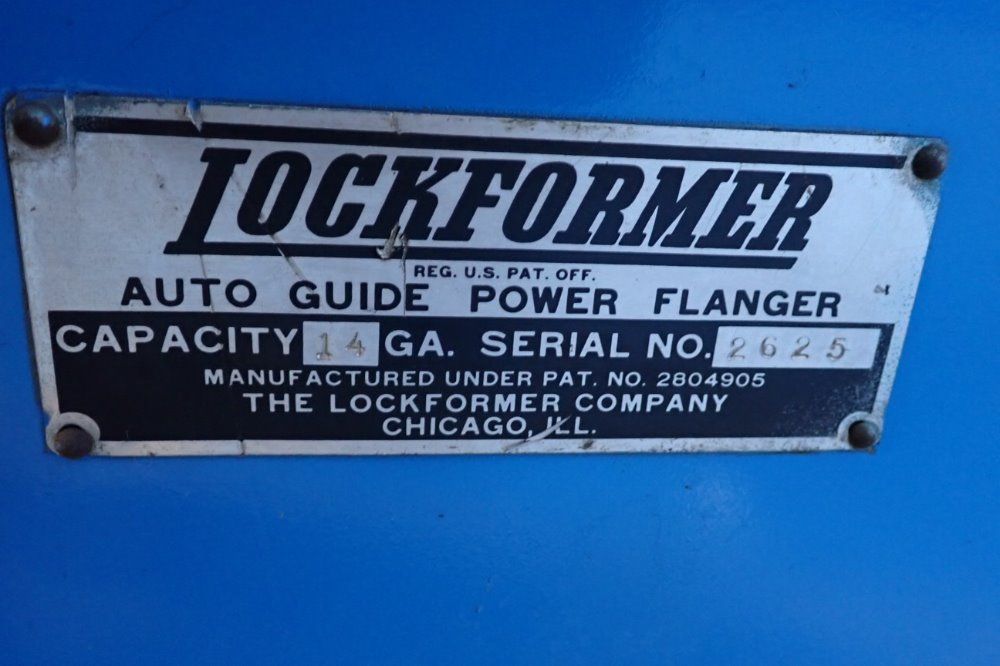 LOCKFORMER
REG. U.S. PAT. OFF.
AUTO GUIDE POWER FLANGER
CAPACITY 14 GA. SERIAL NO. 2625
MANUFACTURED UNDER PAT. NO. 2804905
THE LOCKFORMER COMPANY
CHICAGO, ILL.